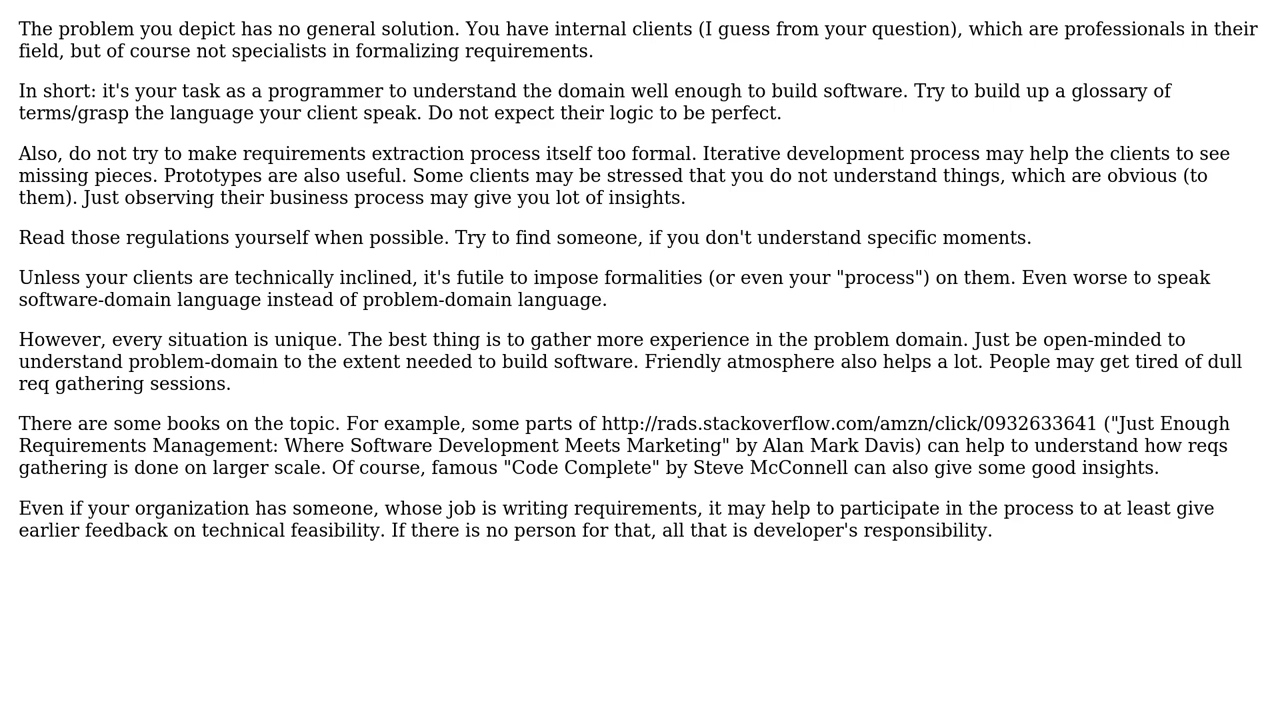 The problem you depict has no general solution. You have internal clients (I guess from your question), which are professionals in their
field, but of course not specialists in formalizing requirements.
In short: it's your task as a programmer to understand the domain well enough to build software. Try to build up a glossary of
terms/grasp the language your client speak. Do not expect their logic to be perfect.
Also, do not try to make requirements extraction process itself too formal. Iterative development process may help the clients to see
missing pieces. Prototypes are also useful. Some clients may be stressed that you do not understand things, which are obvious (to
them). Just observing their business process may give you lot of insights.
Read those regulations yourself when possible. Try to find someone, if you don't understand specific moments.
Unless your clients are technically inclined, it's futile to impose formalities (or even your "process") on them. Even worse to speak
software-domain language instead of problem-domain language.
However, every situation is unique. The best thing is to gather more experience in the problem domain. Just be open-minded to
understand problem-domain to the extent needed to build software. Friendly atmosphere also helps a lot. People may get tired of dull
req gathering sessions.
There are some books on the topic. For example, some parts of http://rads.stackoverflow.com/amzn/click/0932633641 ("Just Enough
Requirements Management: Where Software Development Meets Marketing" by Alan Mark Davis) can help to understand how reqs
gathering is done on larger scale. Of course, famous "Code Complete" by Steve McConnell can also give some good insights.
Even if your organization has someone, whose job is writing requirements, it may help to participate in the process to at least give
earlier feedback on technical feasibility. If there is no person for that, all that is developer's responsibility.